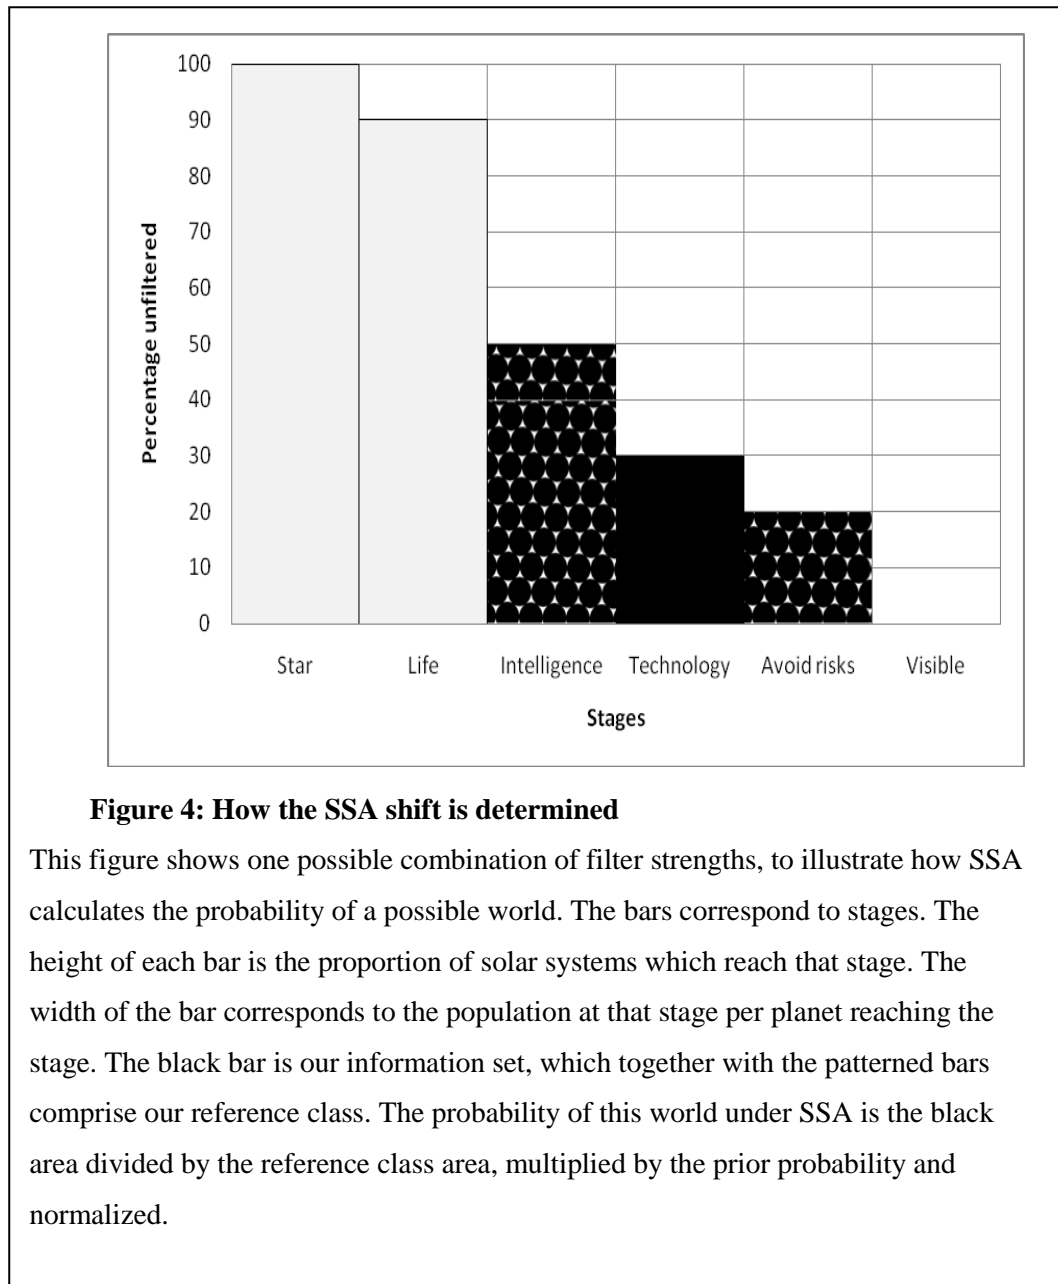 100
90
80
70
60
50
40
30
20
10
0
Percentage unfiltered
Star Life Intelligence Technology Avoid risks Visible
Stages
Figure 4: How the SSA shift is determined
This figure shows one possible combination of filter strengths, to illustrate how SSA
calculates the probability of a possible world. The bars correspond to stages. The
height of each bar is the proportion of solar systems which reach that stage. The
width of the bar corresponds to the population at that stage per planet reaching the
stage. The black bar is our information set, which together with the patterned bars
comprise our reference class. The probability of this world under SSA is the black
area divided by the reference class area, multiplied by the prior probability and
normalized.